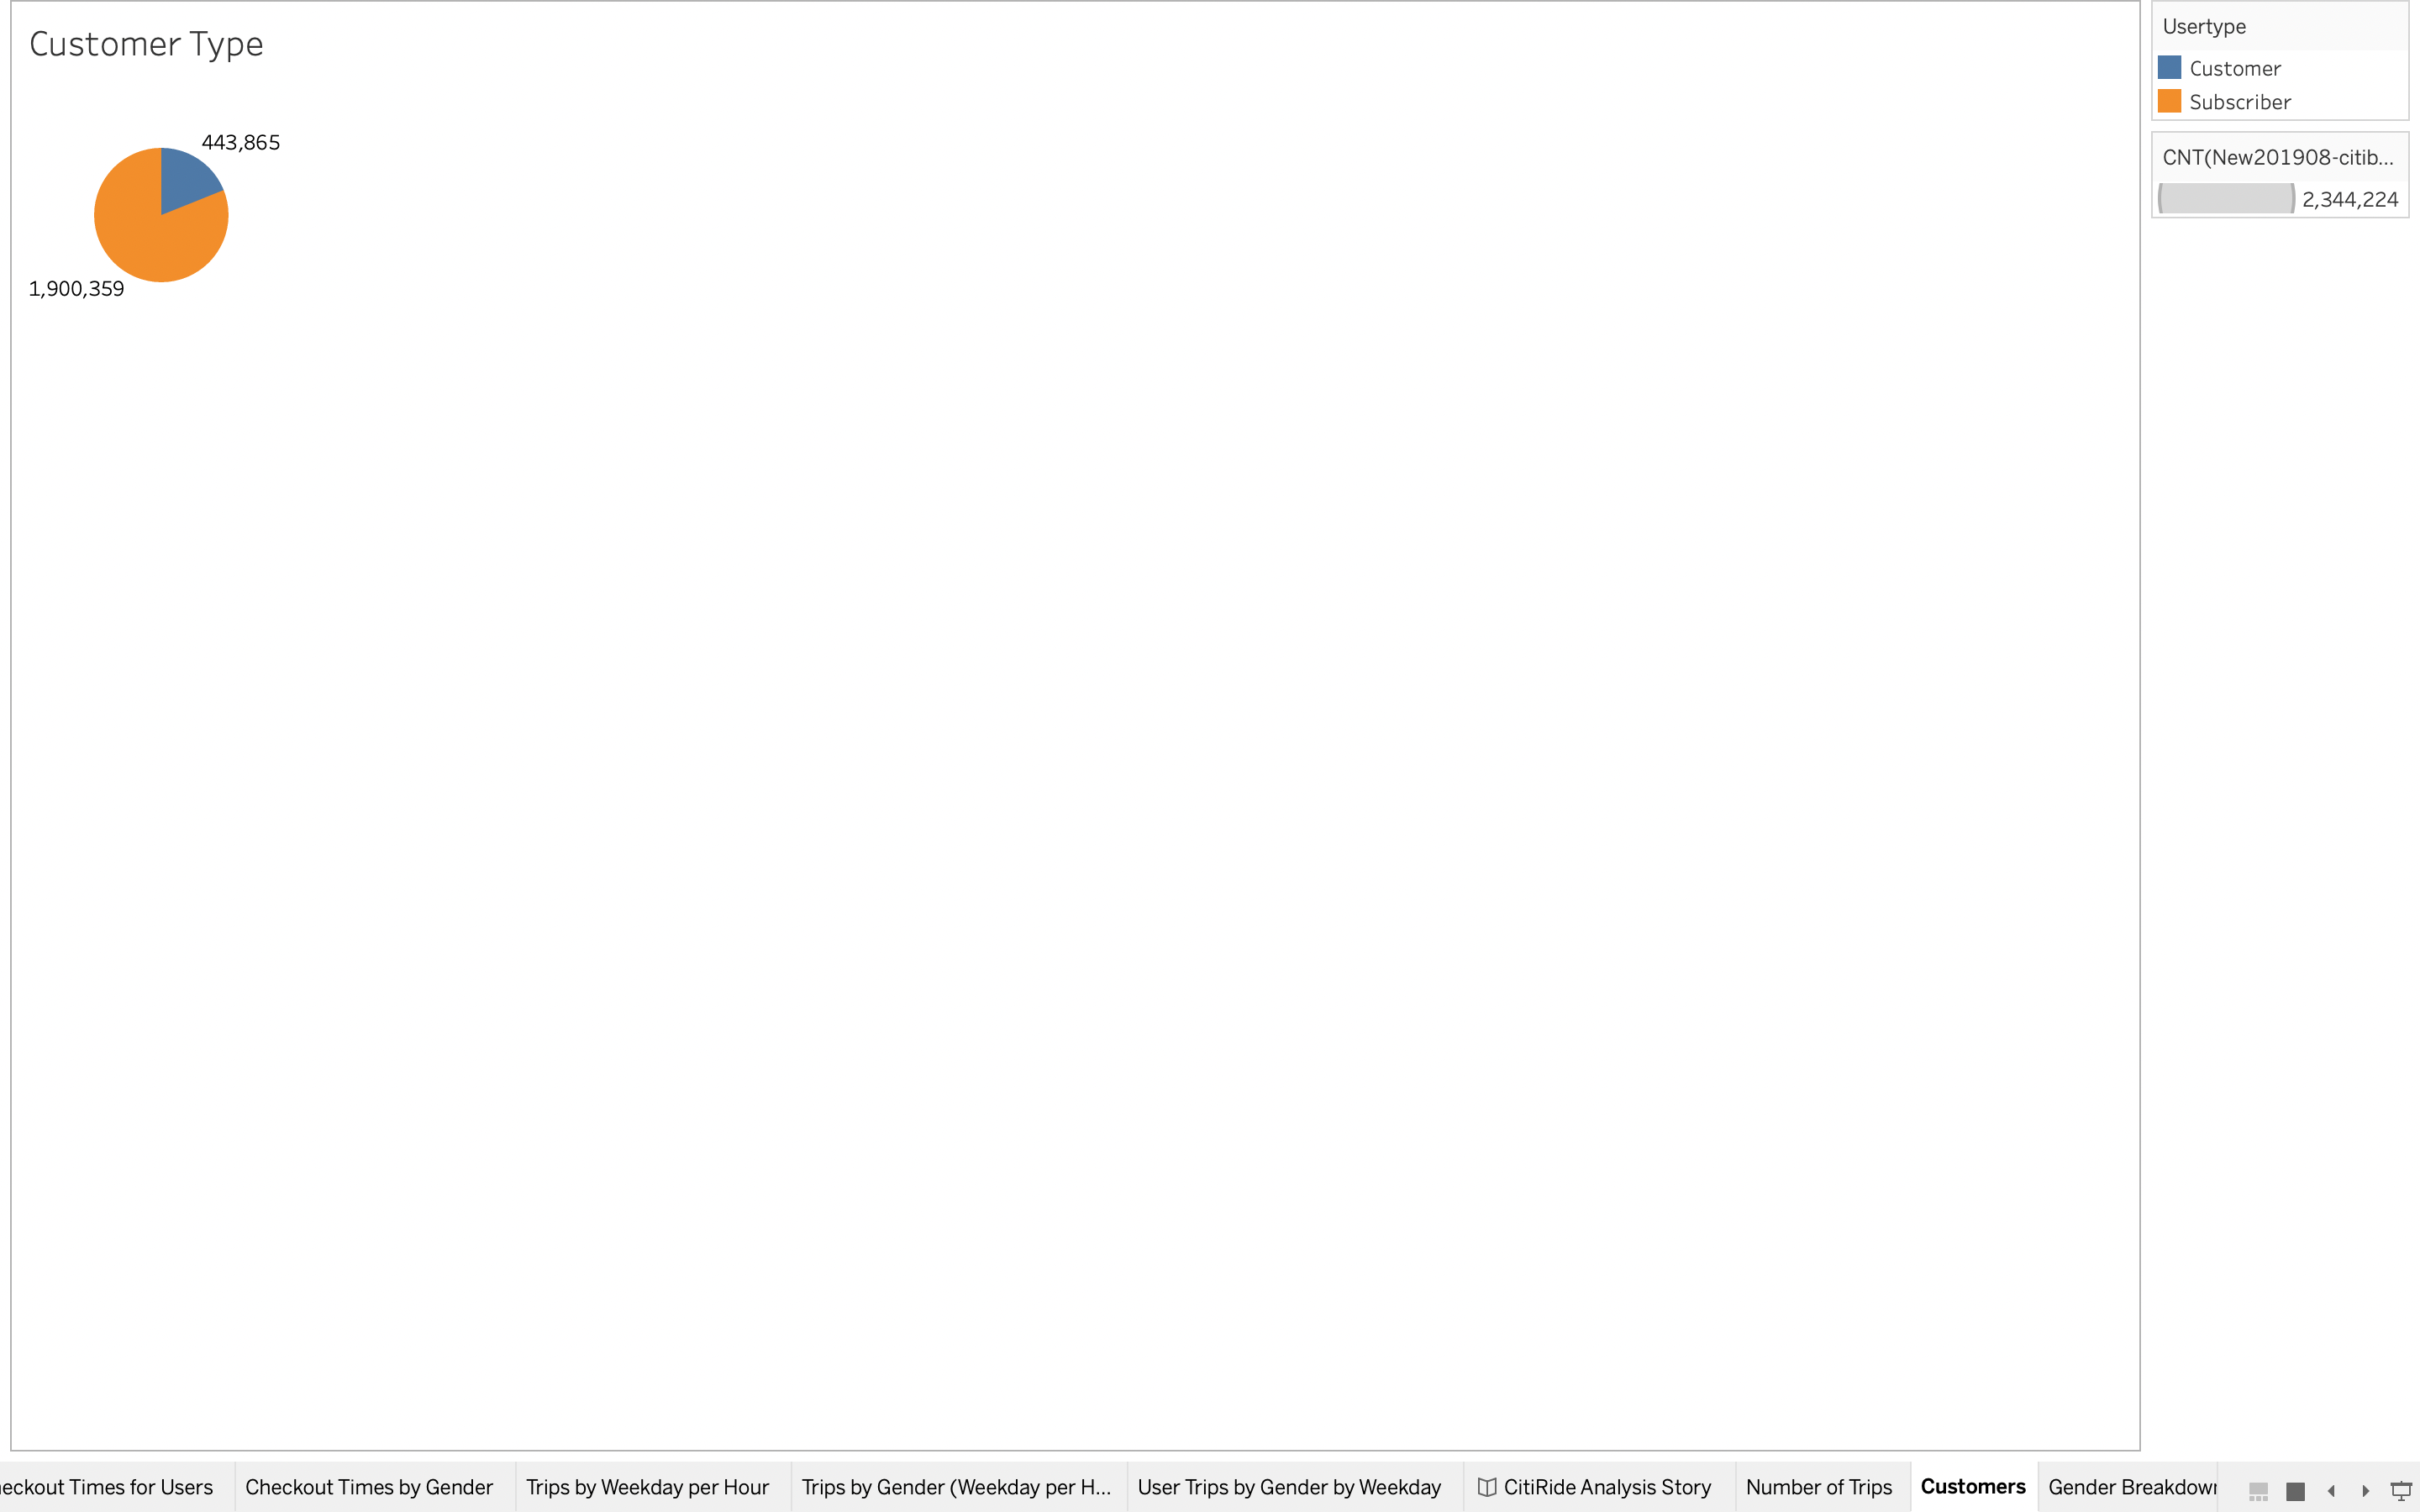 Customer Type
443,865
1,900,359
Usertype
Customer
Subscriber
CNT(New201908-citib...
2,344,224
eckout Times for Users
Checkout Times by Gender
Trips by Weekday per Hour
Trips by Gender (Weekday per H...
User Trips by Gender by Weekday
CitiRide Analysis Story
Number of Trips
Customers
Gender Breakdown